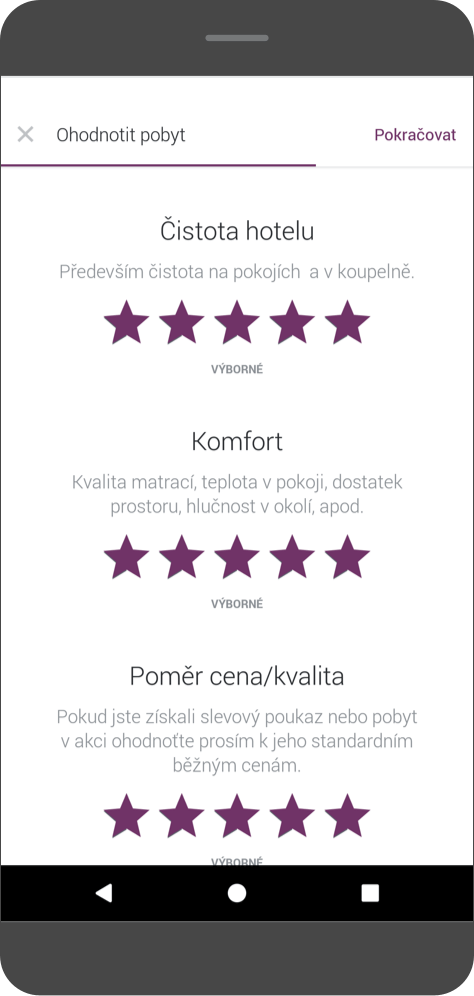 Ohodnotit pobyt
Pokračovat
Čistota hotelu
Především čistota na pokojích  a v koupelně.
VÝBORNÉ
Komfort
Kvalita matrací, teplota v pokoji, dostatek
prostoru, hlučnost v okolí, apod.
VÝBORNÉ
Poměr cena/kvalita
Pokud jste získali slevový poukaz nebo pobyt
v akci ohodnoťte prosím k jeho standardním
běžným cenám.
VÝBORNÉ